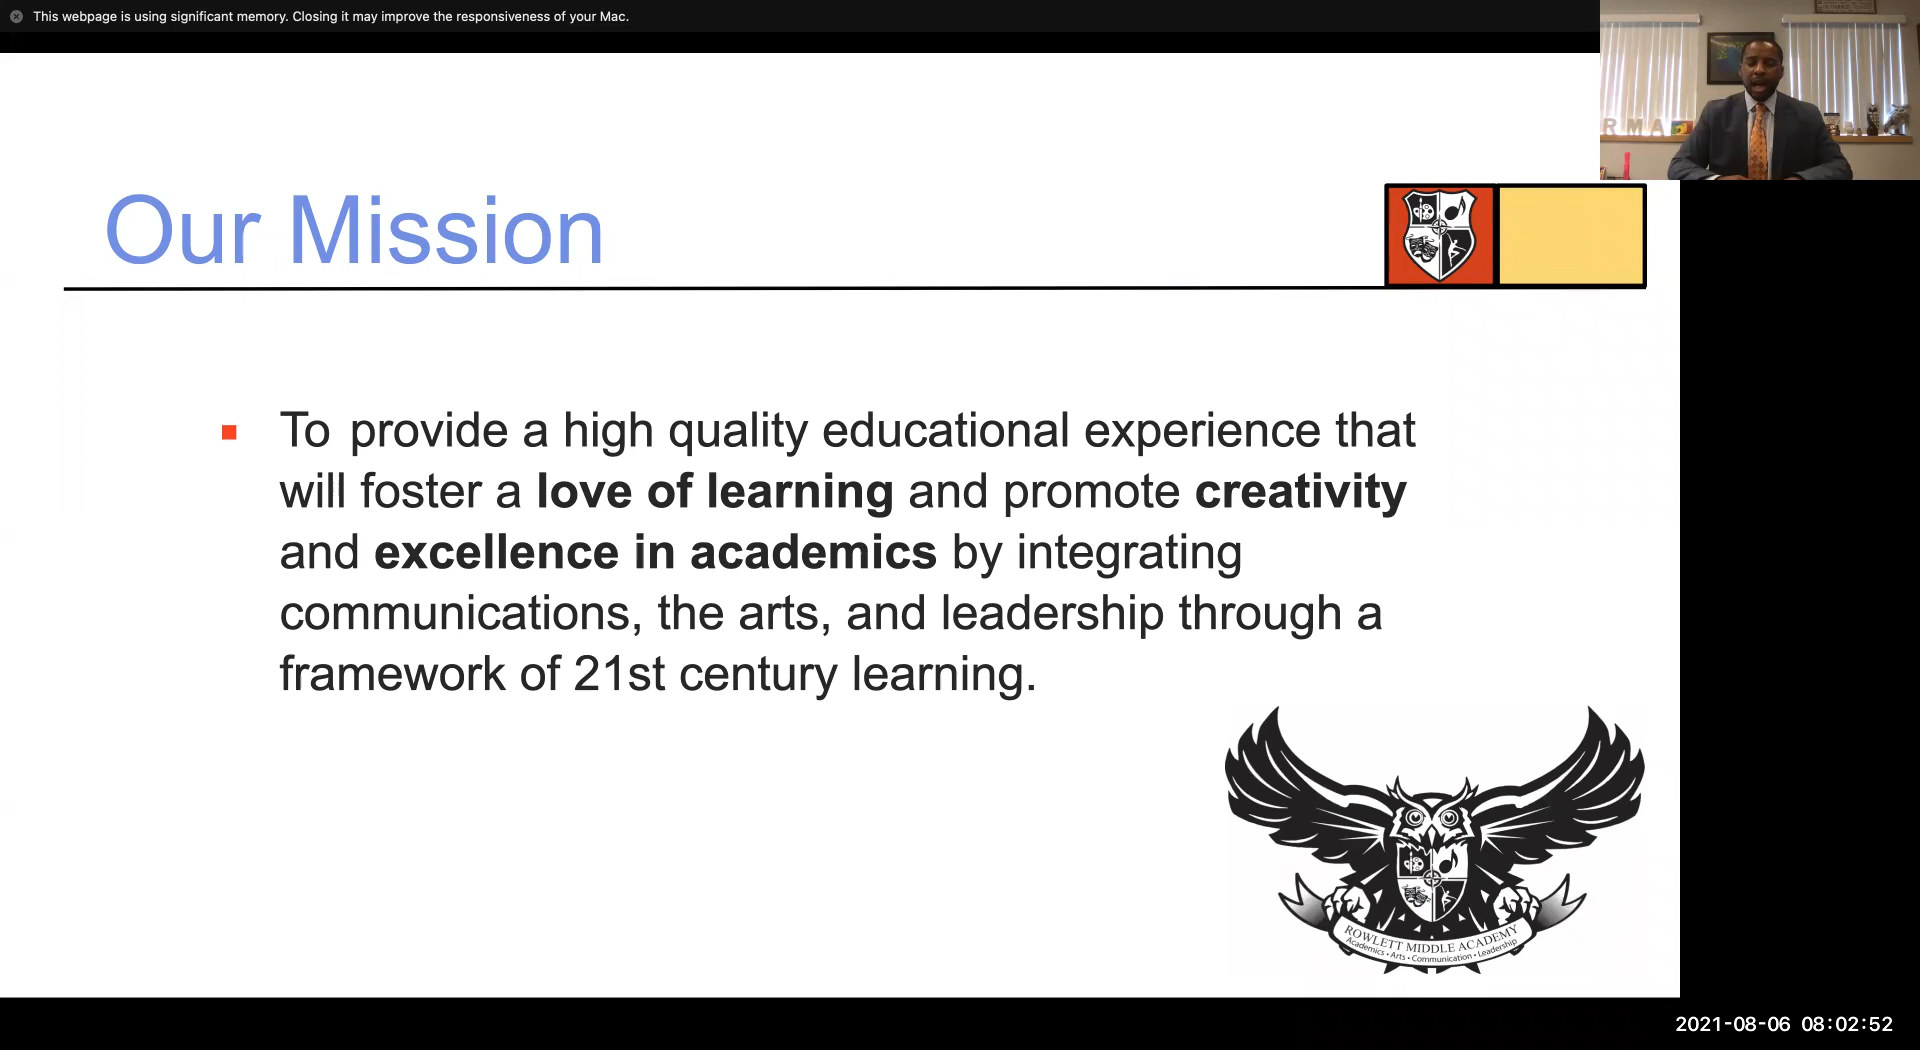 This webpage is using significant memory. Closing it may improve the responsiveness of your Mac.
RMA
Our Mission
To provide a high quality educational experience that
will foster a love of learning and promote creativity
and excellence in academics by integrating
communications, the arts, and leadership through a
framework of 21st century learning.
ROWLETT MIDDLE ACADEMY
Academics • Arts • Communication • Leadership
2021-08-06 08:02:52